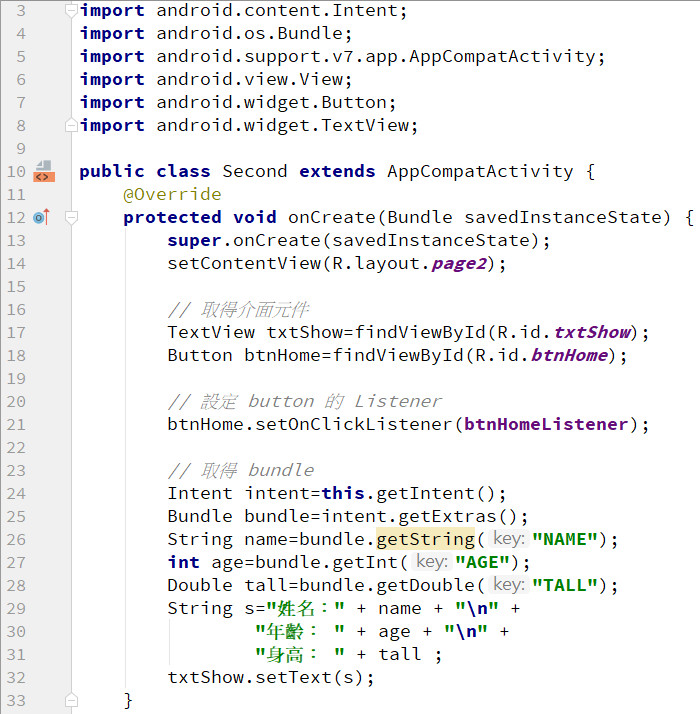 3 import android.content.Intent;
4 import android.os.Bundle;
5 import android.support.v7.app.AppCompatActivity;
6 import android.view.View;
7 import android.widget.Button;
8 import android.widget.TextView;
9
10 public class Second extends AppCompatActivity {
11 @Override
12 protected void onCreate(Bundle savedInstanceState) {
13 super.onCreate(savedInstanceState);
14 setContentView(R.layout.page2);
15
16 // 取得介面元件
17 TextView txtShow=findViewById(R.id.txtShow);
18 Button btnHome=findViewById(R.id.btnHome);
19
20 // 設定 button 的 Listener
21 btnHome.setOnClickListener(btnHomeListener);
22
23 // 取得 bundle
24 Intent intent=this.getIntent();
25 Bundle bundle=intent.getExtras();
26 String name=bundle.getString( key: "NAME");
27 int age=bundle.getInt( key: "AGE");
28 Double tall=bundle.getDouble( key: "TALL");
29 String s="姓名：" + name + "\n" +
30 "年齡： " + age + "\n" +
31 "身高： " + tall ;
32 txtShow.setText(s);
33 }